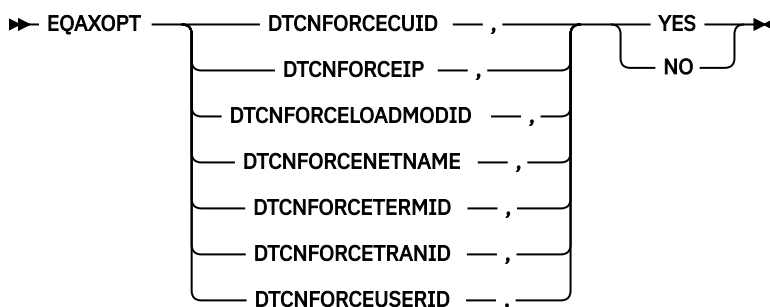 EQAXOPT DTCNFORCECUID , YES
DTCNFORCEIP , NO
DTCNFORCELOADMODID ,
DTCNFORCENETNAME ,
DTCNFORCETERMID ,
DTCNFORCETRANID ,
DTCNFORCEUSERID ,